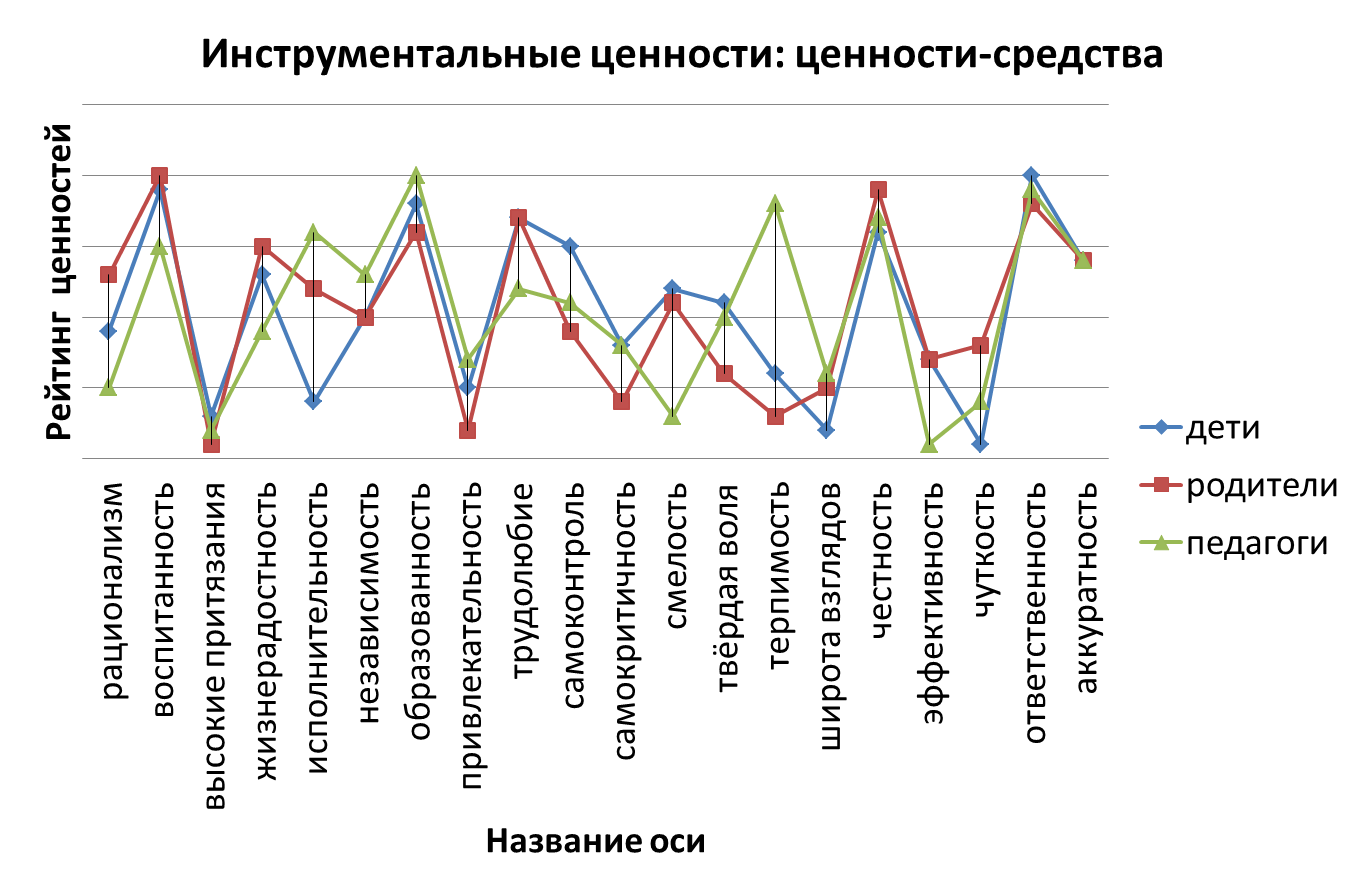 Инструментальные ценности: ценности-средства
Рейтинг ценностей
рационализм
воспитанность
высокие притязания
жизнерадостность
исполнительность
независимость
образованность
привлекательность
трудолюбие
самоконтроль
самокритичность
смелость
твёрдая воля
терпимость
широта взглядов
честность
эффективность
чуткость
ответственность
аккуратность
Название оси
дети
родители
педагоги